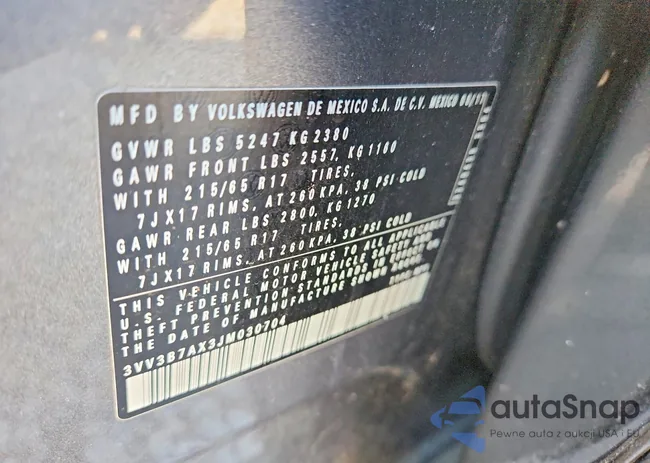 MFD BY VOLKSWAGEN DE MEXICO S.A. DE C.V. MEXICO
GVWR LBS 5247 KG 2380
GAWR FRONT LBS 2557, KG 1160
WITH 215/65 R17 TIRES,
7JX17 RIMS, AT 260 KPA, 38 PSI COLD
GAWR REAR LBS 2800, KG 1270
WITH 215/65 R17 TIRES,
7JX17 RIMS, AT 260 KPA, 38 PSI COLD
THIS VEHICLE CONFORMS TO ALL APPLICABLE
U.S. FEDERAL MOTOR VEHICLE SAFETY AND
THEFT PREVENTION STANDARDS IN EFFECT ON
THE DATE OF MANUFACTURE SHOWN ABOVE.
3VV3B7AX3JM030704
autaSnap
Pewne auta z aukcji USA i EU